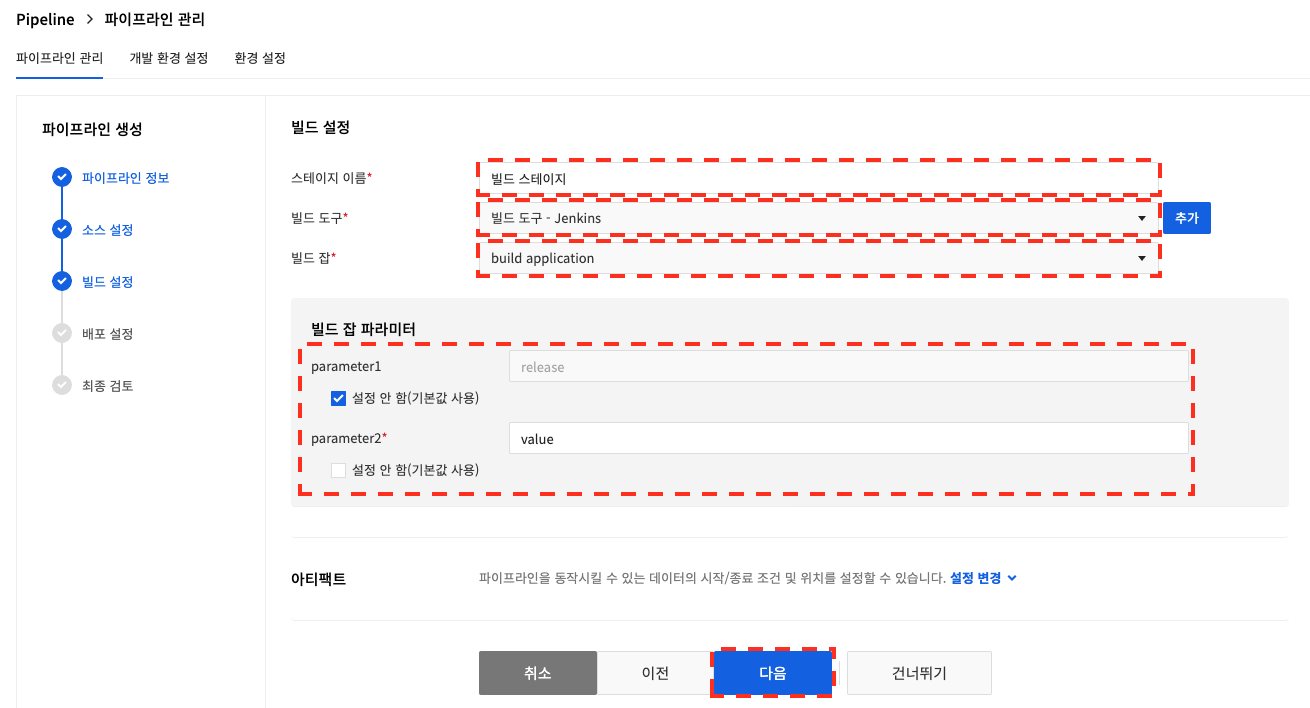 Pipeline > 파이프라인 관리
파이프라인 관리 개발 환경 설정 환경 설정
파이프라인 생성
파이프라인 정보
소스 설정
빌드 설정
배포 설정
최종 검토
빌드 설정
스테이지 이름* 빌드 스테이지
빌드 도구* 빌드 도구 - Jenkins 추가
빌드 잡* build application
빌드 잡 파라미터
parameter1 release
설정 안 함(기본값 사용)
parameter2* value
설정 안 함(기본값 사용)
아티팩트 파이프라인을 동작시킬 수 있는 데이터의 시작/종료 조건 및 위치를 설정할 수 있습니다. 설정 변경
취소 이전 다음 건너뛰기